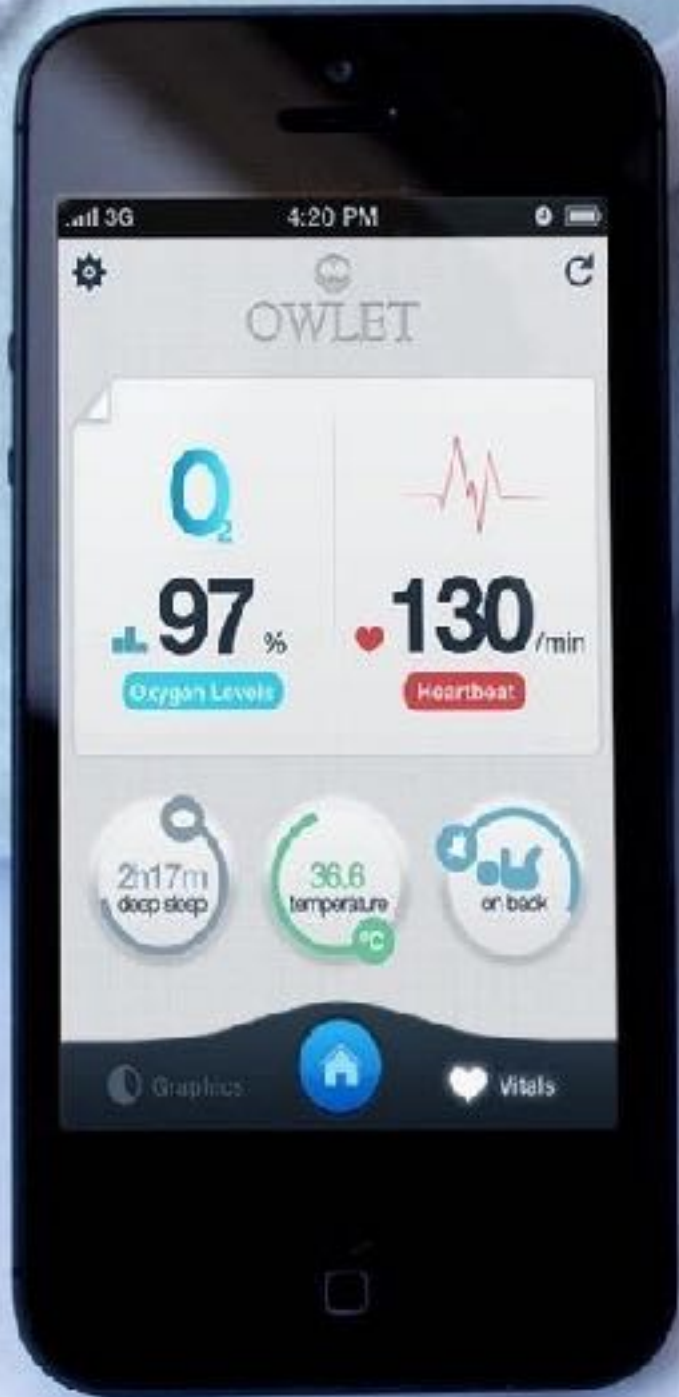 3G 4:20 PM
OWLET
O2
97 %
130 /min
Oxygen Levels
Heartbeat
2h17m
deep sleep
36.6
temperature
°C
on back
Graphics
Vitals